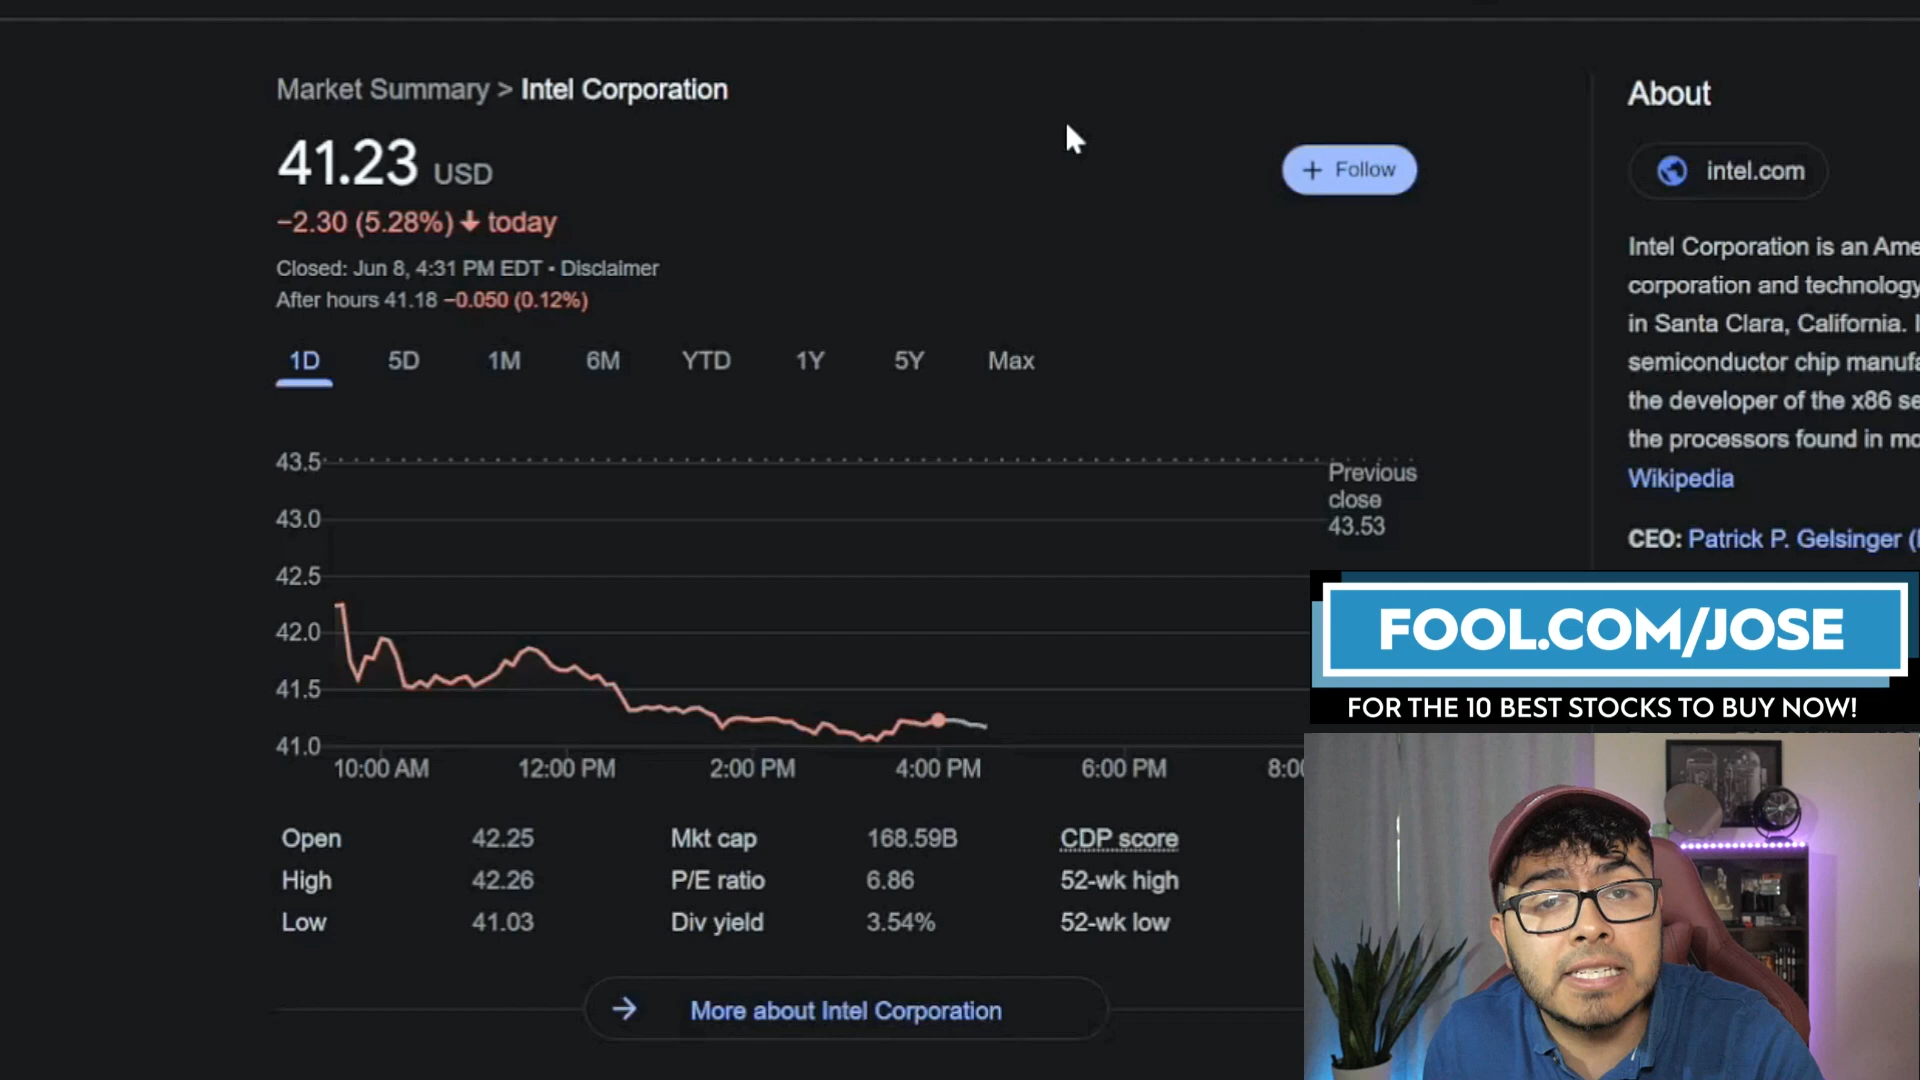 Market Summary > Intel Corporation
41.23 USD
−2.30 (5.28%) ↓ today
Closed: Jun 8, 4:31 PM EDT • Disclaimer
After hours 41.18 −0.050 (0.12%)
+ Follow
1D 5D 1M 6M YTD 1Y 5Y Max
43.5
43.0
42.5
42.0
41.5
41.0
Previous
close
43.53
10:00 AM 12:00 PM 2:00 PM 4:00 PM 6:00 PM 8:0
Open 42.25 Mkt cap 168.59B CDP score
High 42.26 P/E ratio 6.86 52-wk high
Low 41.03 Div yield 3.54% 52-wk low
→ More about Intel Corporation
About
intel.com
Intel Corporation is an Ame
corporation and technology
in Santa Clara, California. I
semiconductor chip manufa
the developer of the x86 se
the processors found in mo
Wikipedia
CEO: Patrick P. Gelsinger (
FOOL.COM/JOSE
FOR THE 10 BEST STOCKS TO BUY NOW!